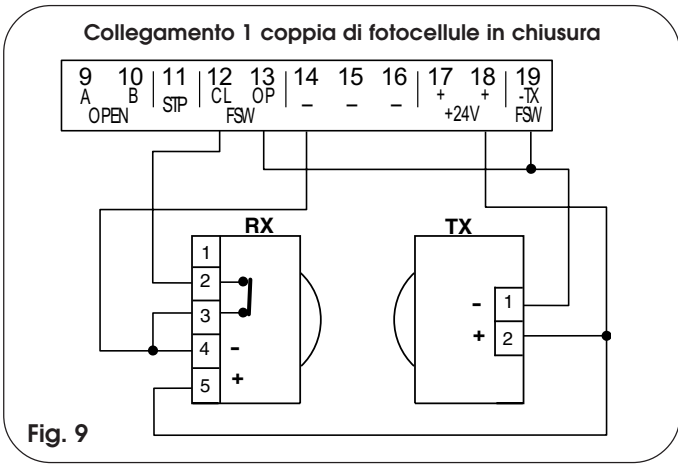 Collegamento 1 coppia di fotocellule in chiusura
9 10 11 12 13 14 15 16 17 18 19
A B STP CL OP – – – + + -TX
OPEN FSW +24V FSW
RX TX
1
2
3
4 -
5 +
- 1
+ 2
Fig. 9